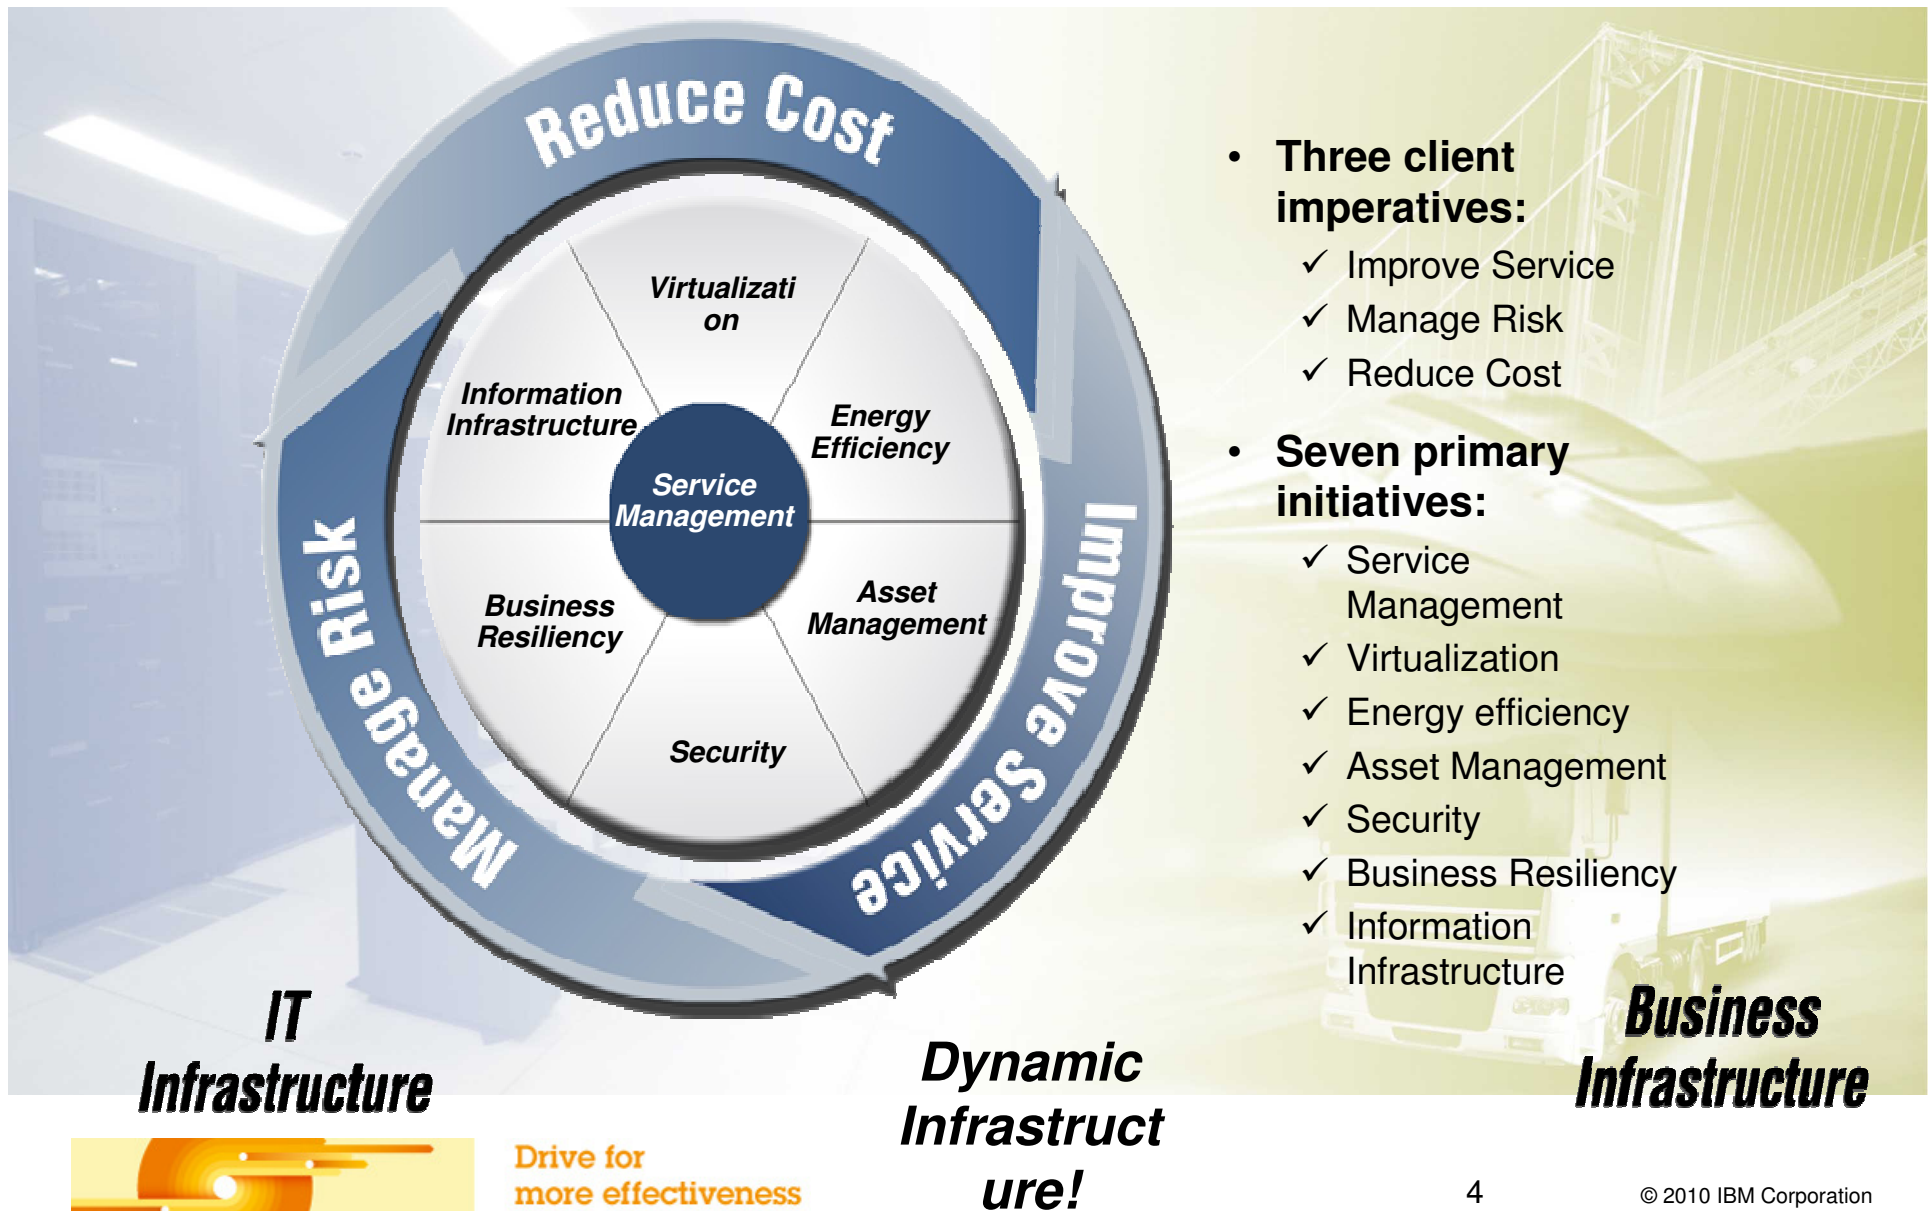 Reduce Cost
Manage Risk
Improve Service
Virtualizati
on
Information
Infrastructure
Energy
Efficiency
Service
Management
Business
Resiliency
Asset
Management
Security
• Three client
imperatives:
✓ Improve Service
✓ Manage Risk
✓ Reduce Cost
• Seven primary
initiatives:
✓ Service
Management
✓ Virtualization
✓ Energy efficiency
✓ Asset Management
✓ Security
✓ Business Resiliency
✓ Information
Infrastructure
IT
Infrastructure
Dynamic
Infrastruct
ure!
Business
Infrastructure
Drive for
more effectiveness
4
© 2010 IBM Corporation